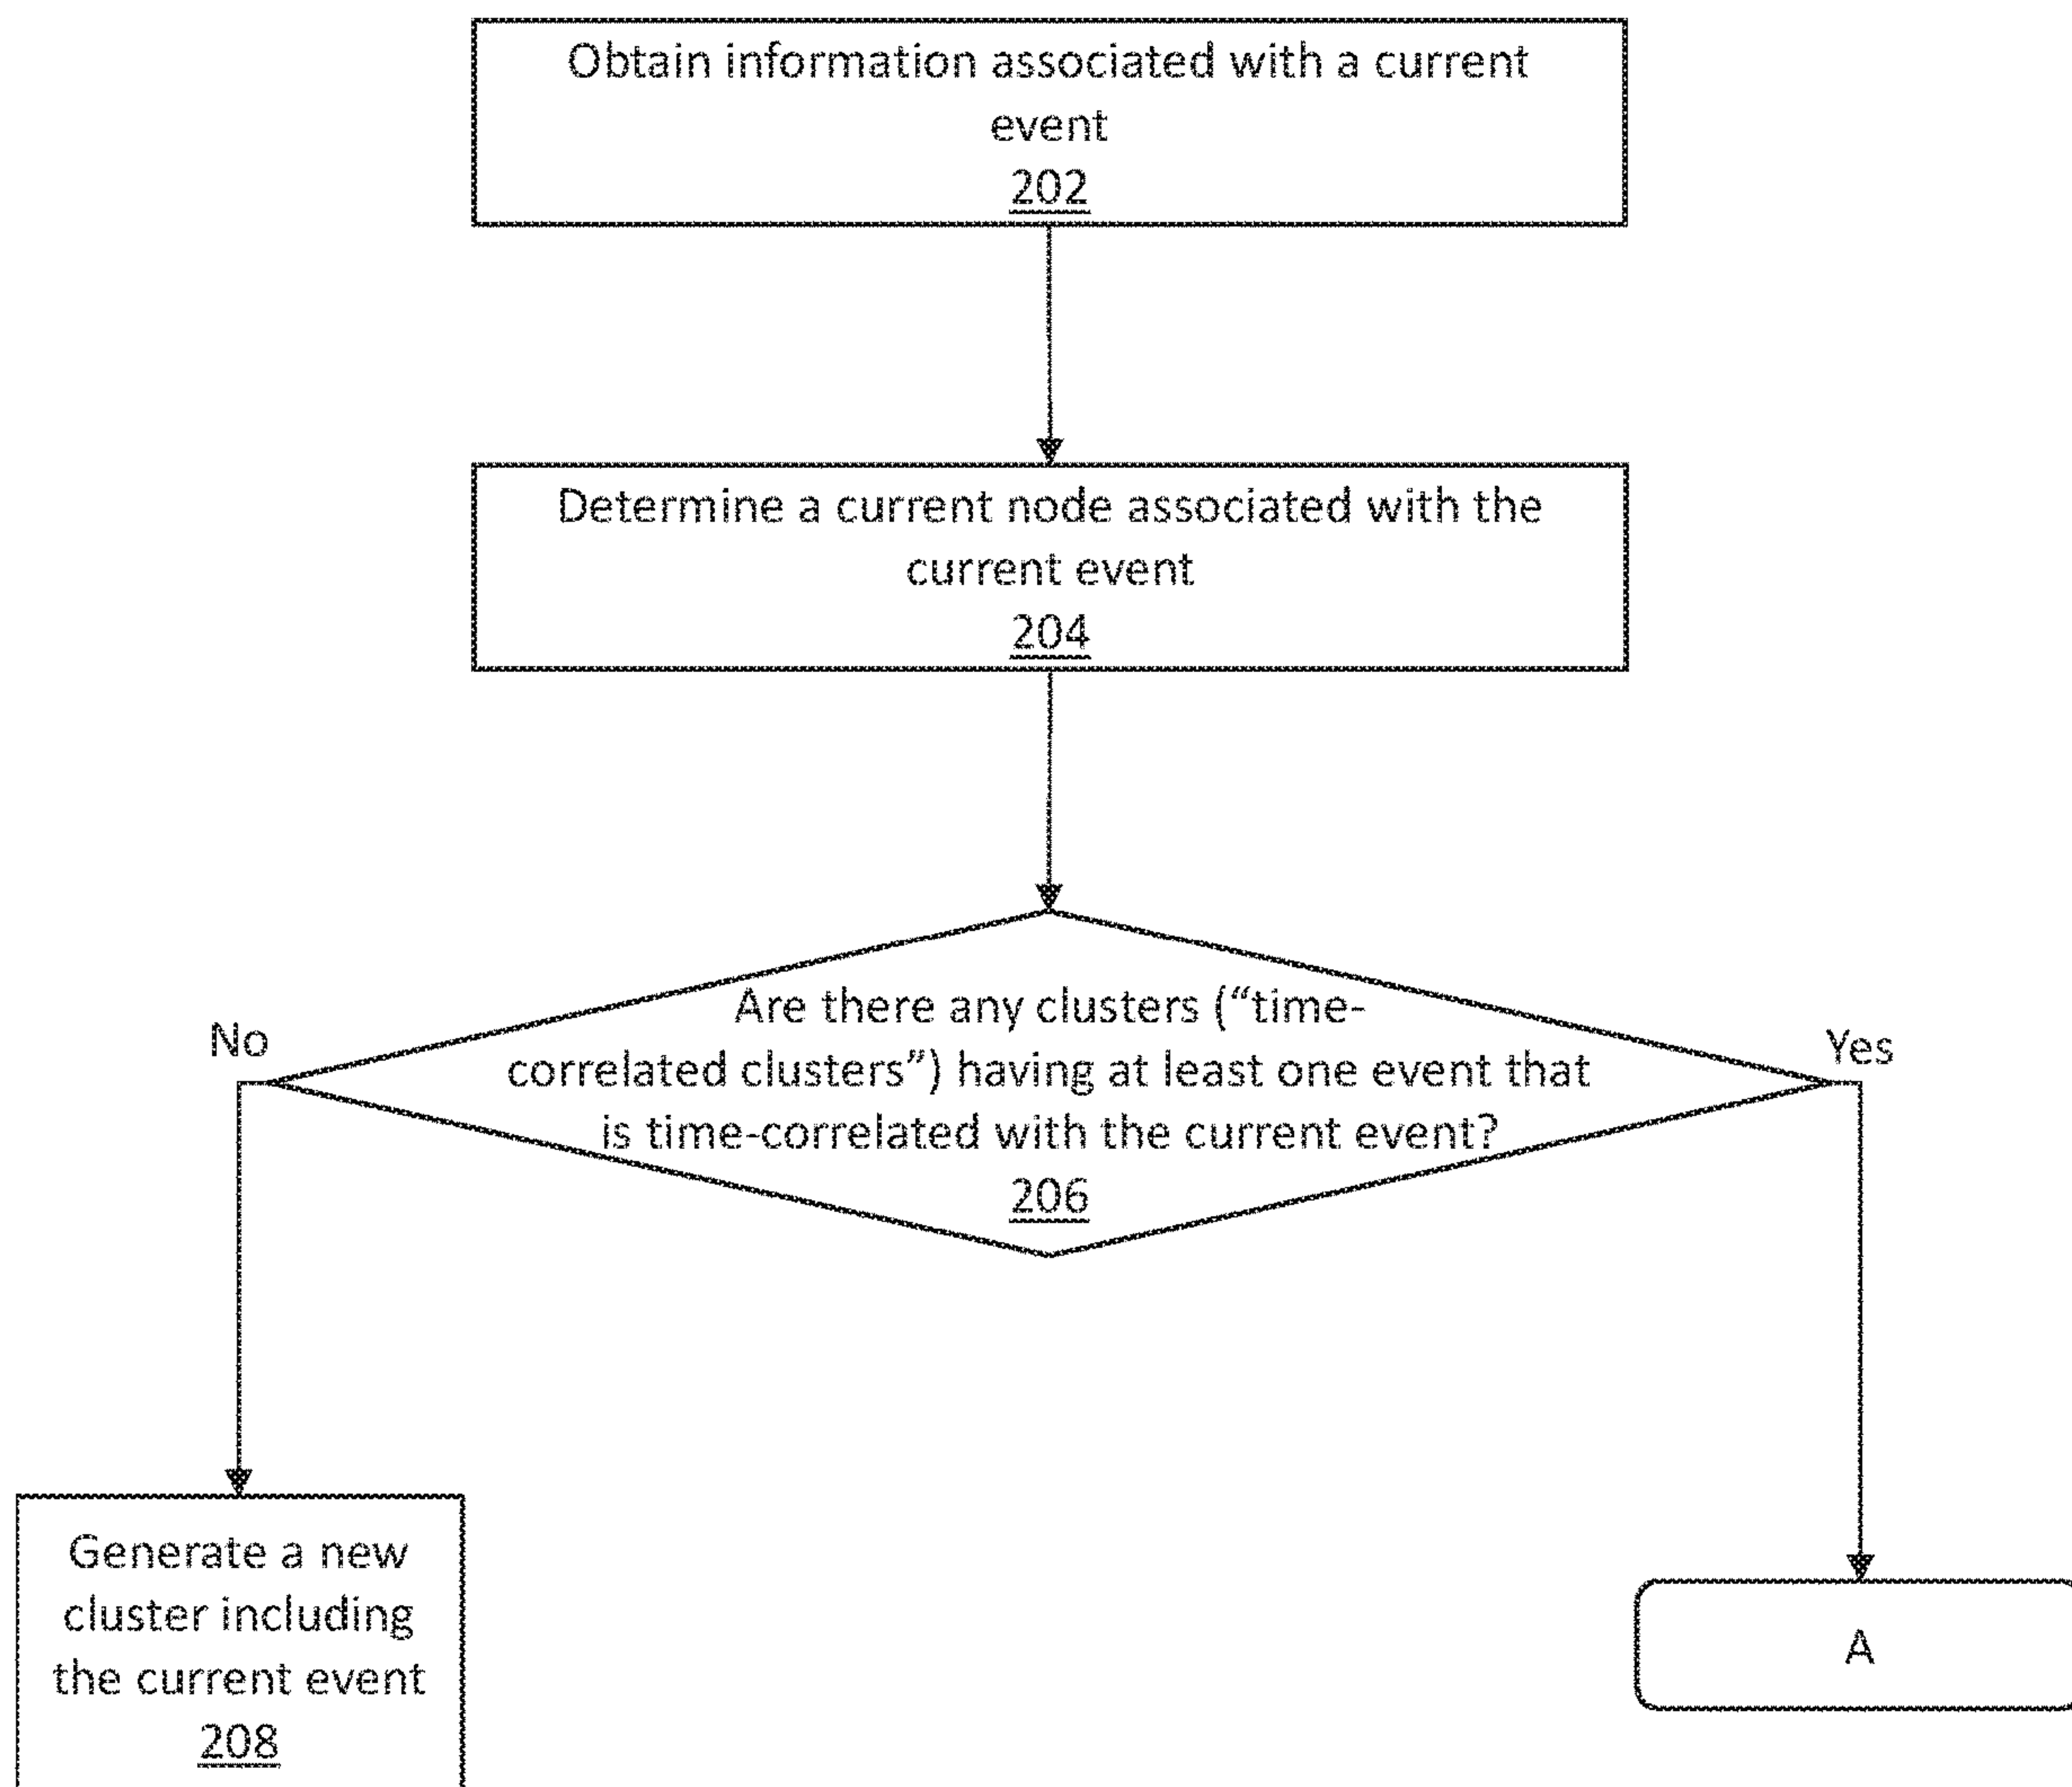 Obtain information associated with a current
event
202
Determine a current node associated with the
current event
204
Are there any clusters (“time-
correlated clusters”) having at least one event that
is time-correlated with the current event?
206
No
Yes
Generate a new
cluster including
the current event
208
A